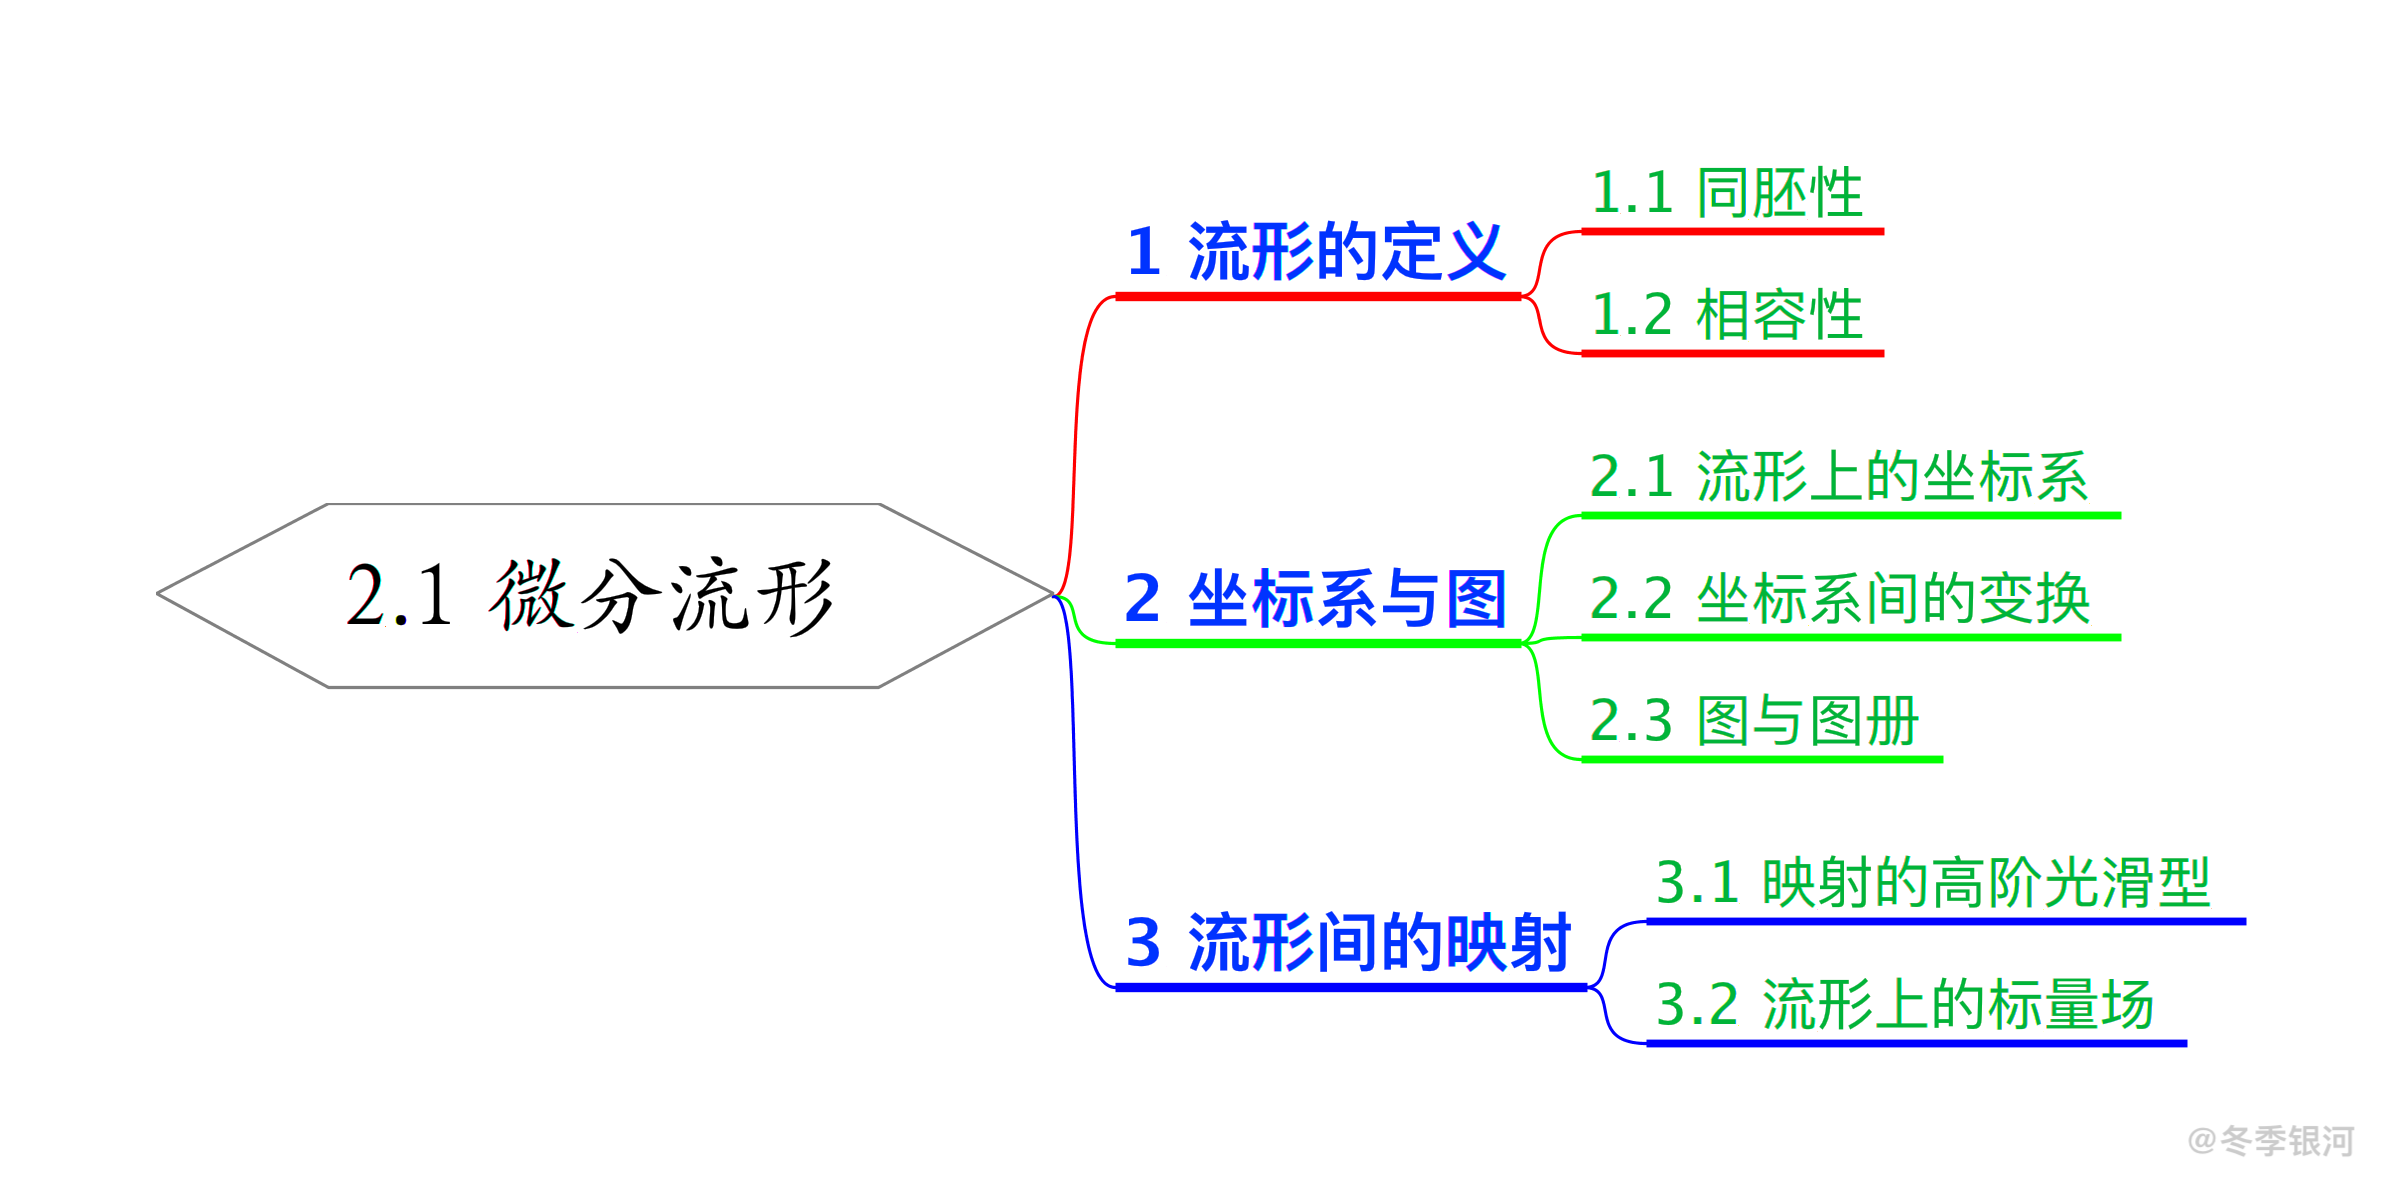 2.1 微分流形
1 流形的定义
1.1 同胚性
1.2 相容性
2 坐标系与图
2.1 流形上的坐标系
2.2 坐标系间的变换
2.3 图与图册
3 流形间的映射
3.1 映射的高阶光滑型
3.2 流形上的标量场
@冬季银河